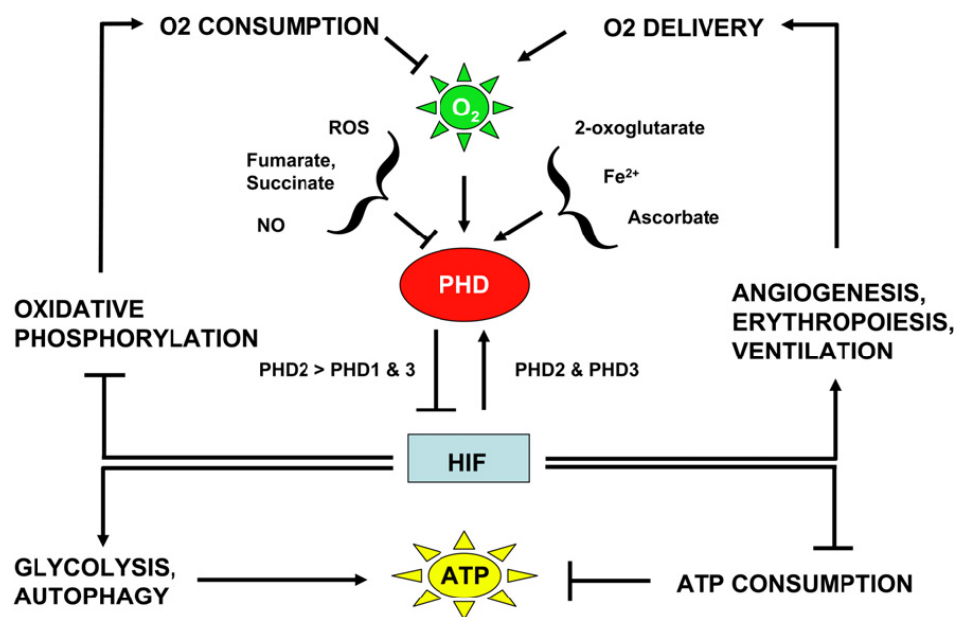 O2 CONSUMPTION
O2 DELIVERY
O₂
ROS
Fumarate,
Succinate
NO
2-oxoglutarate
Fe²⁺
Ascorbate
PHD
OXIDATIVE
PHOSPHORYLATION
ANGIOGENESIS,
ERYTHROPOIESIS,
VENTILATION
PHD2 > PHD1 & 3
PHD2 & PHD3
HIF
GLYCOLYSIS,
AUTOPHAGY
ATP
ATP CONSUMPTION